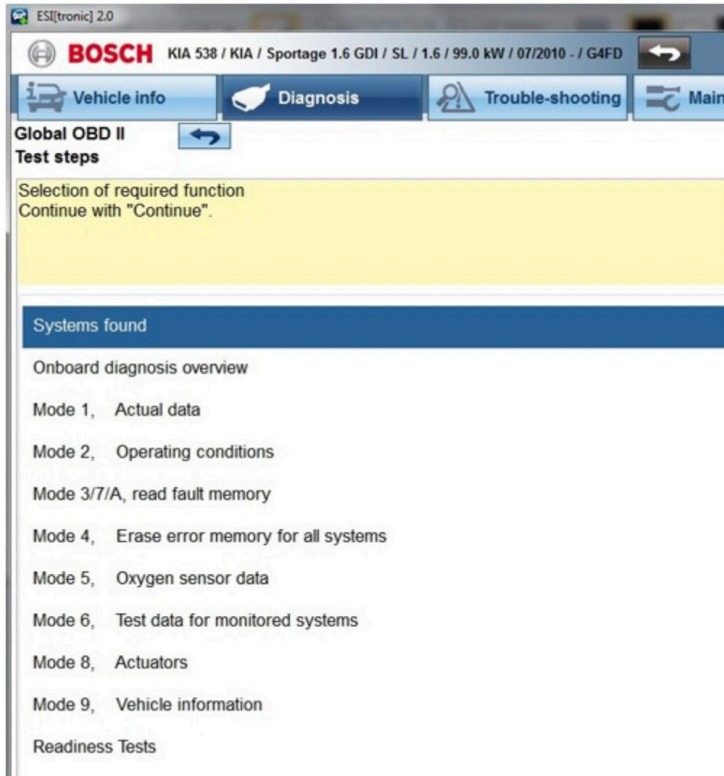 ESI[tronic] 2.0
BOSCH KIA 538 / KIA / Sportage 1.6 GDI / SL / 1.6 / 99.0 kW / 07/2010 - / G4FD
Vehicle info Diagnosis Trouble-shooting Main
Global OBD II
Test steps
Selection of required function
Continue with "Continue".
Systems found
Onboard diagnosis overview
Mode 1, Actual data
Mode 2, Operating conditions
Mode 3/7/A, read fault memory
Mode 4, Erase error memory for all systems
Mode 5, Oxygen sensor data
Mode 6, Test data for monitored systems
Mode 8, Actuators
Mode 9, Vehicle information
Readiness Tests